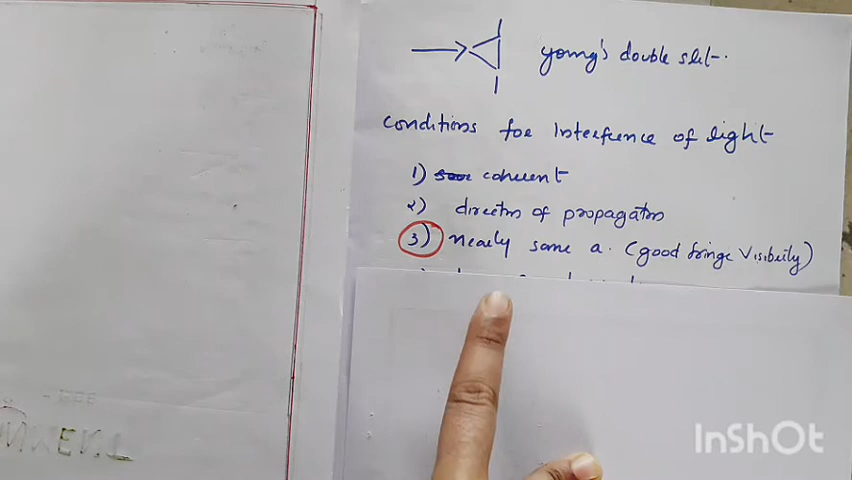 young's double slit.
Conditions for Interference of light
1) coherent
2) direction of propagation
3) nearly same a. (good fringe visibility)
InShOt